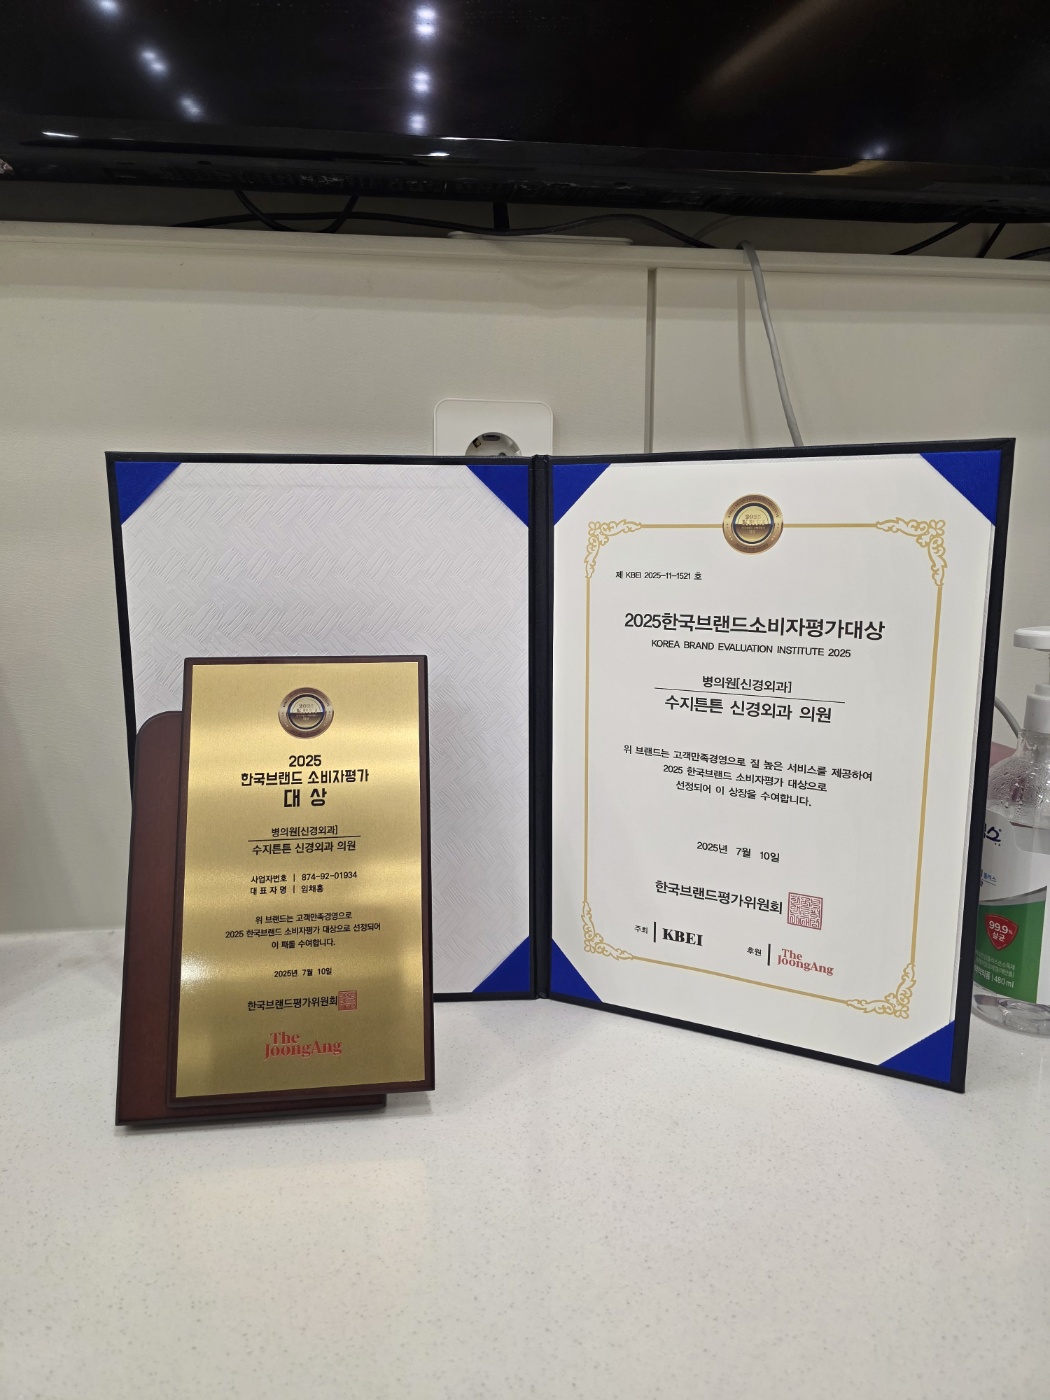 2025
한국브랜드 소비자평가
대 상
병의원[신경외과]
수지튼튼 신경외과 의원
사업자번호 | 874-92-01934
대 표 자 명 | 임채홍
위 브랜드는 고객만족경영으로
2025 한국브랜드 소비자평가 대상으로 선정되어
이 패를 수여합니다.
2025년 7월 10일
한국브랜드평가위원회
The
JoongAng
제 KBEI 2025-11-1521 호
2025한국브랜드소비자평가대상
KOREA BRAND EVALUATION INSTITUTE 2025
병의원[신경외과]
수지튼튼 신경외과 의원
위 브랜드는 고객만족경영으로 질 높은 서비스를 제공하여
2025 한국브랜드 소비자평가 대상으로
선정되어 이 상장을 수여합니다.
2025년 7월 10일
한국브랜드평가위원회
주최 | KBEI
후원 | The
JoongAng
99.9%
살균
480ml